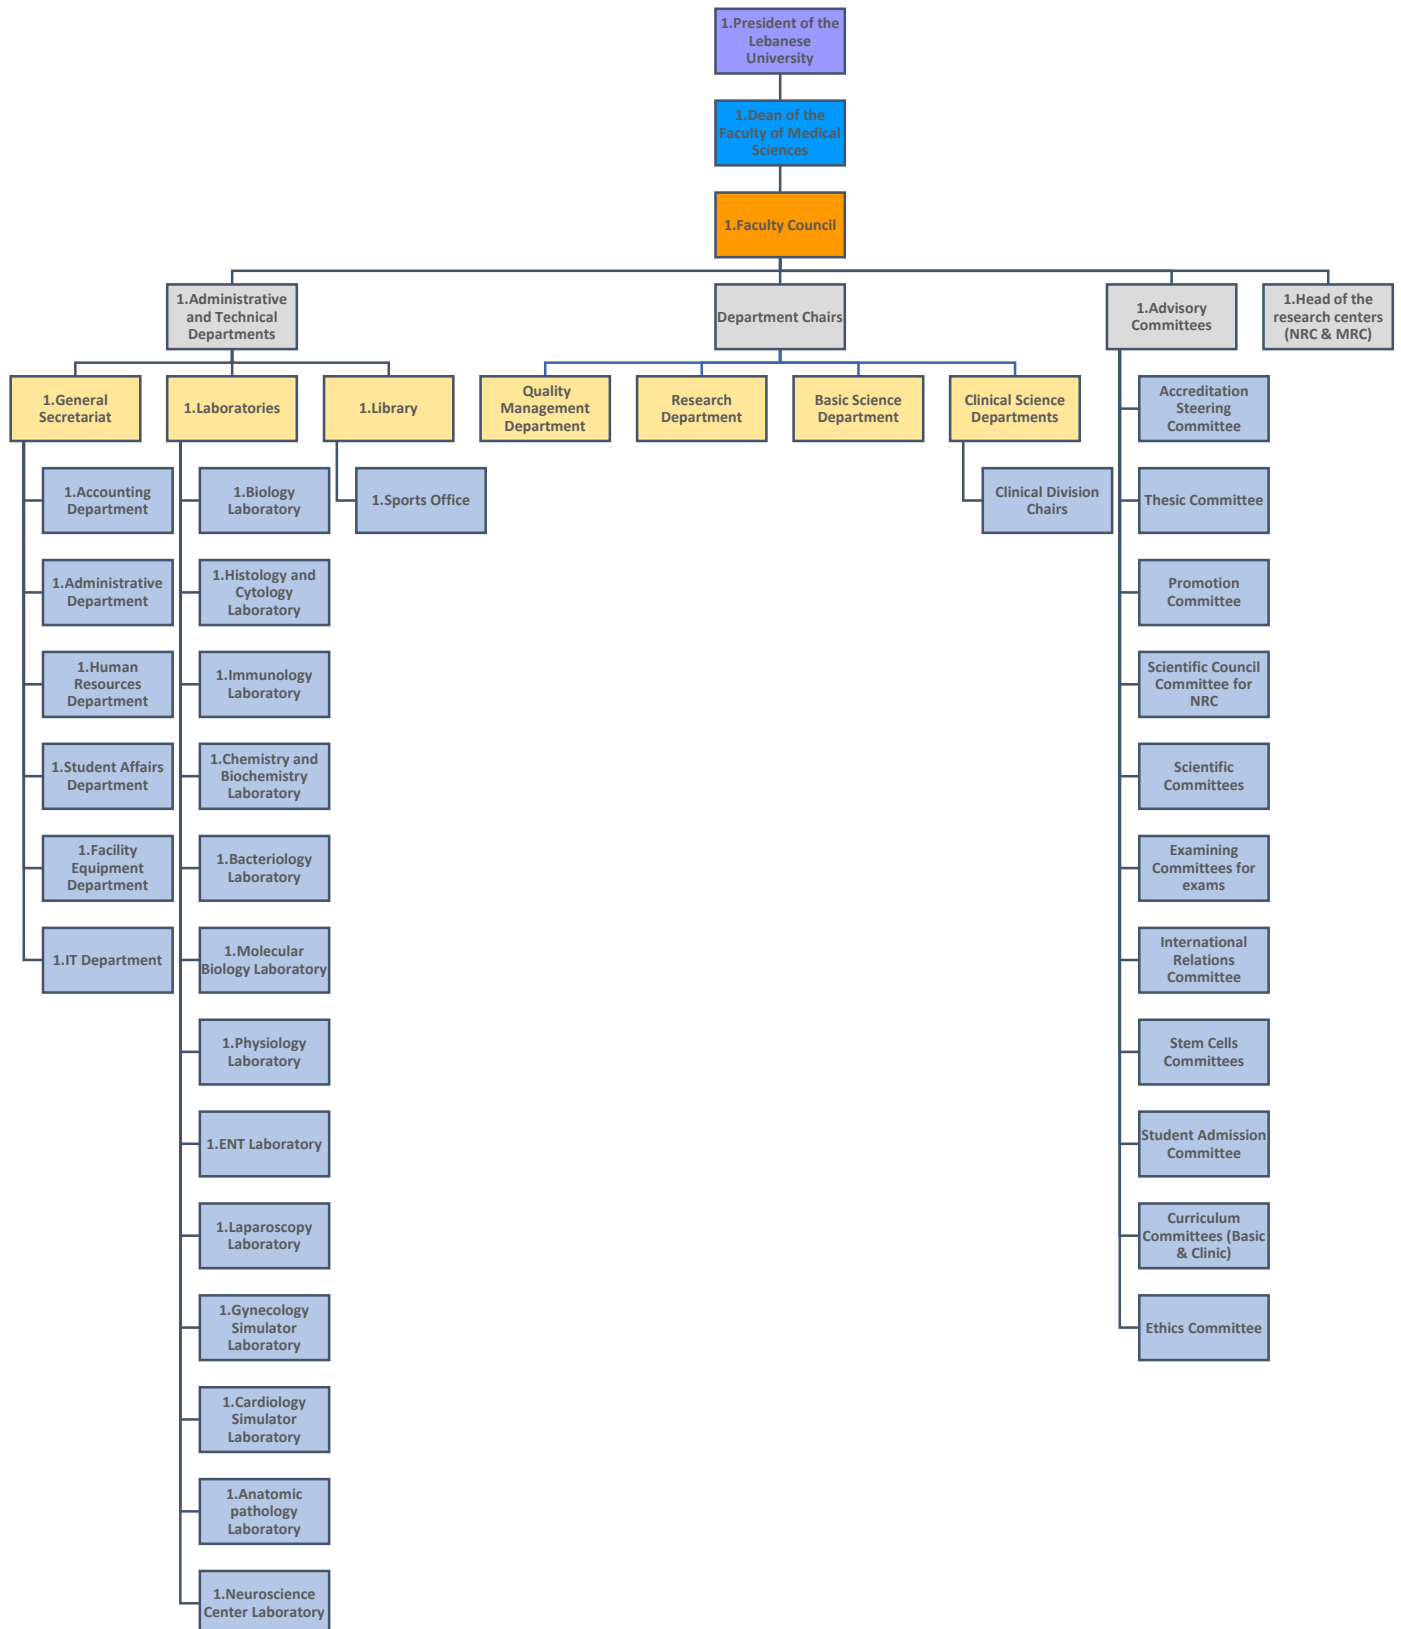 1.President of the
Lebanese
University
1.Dean of the
Faculty of Medical
Sciences
1.Faculty Council
1.Administrative
and Technical
Departments
Department Chairs
1.Advisory
Committees
1.Head of the
research centers
(NRC & MRC)
1.General
Secretariat
1.Laboratories
1.Library
Quality
Management
Department
Research
Department
Basic Science
Department
Clinical Science
Departments
1.Accounting
Department
1.Administrative
Department
1.Human
Resources
Department
1.Student Affairs
Department
1.Facility
Equipment
Department
1.IT Department
1.Biology
Laboratory
1.Histology and
Cytology
Laboratory
1.Immunology
Laboratory
1.Chemistry and
Biochemistry
Laboratory
1.Bacteriology
Laboratory
1.Molecular
Biology Laboratory
1.Physiology
Laboratory
1.ENT Laboratory
1.Laparoscopy
Laboratory
1.Gynecology
Simulator
Laboratory
1.Cardiology
Simulator
Laboratory
1.Anatomic
pathology
Laboratory
1.Neuroscience
Center Laboratory
1.Sports Office
Clinical Division
Chairs
Accreditation
Steering
Committee
Thesic Committee
Promotion
Committee
Scientific Council
Committee for
NRC
Scientific
Committees
Examining
Committees for
exams
International
Relations
Committee
Stem Cells
Committees
Student Admission
Committee
Curriculum
Committees (Basic
& Clinic)
Ethics Committee